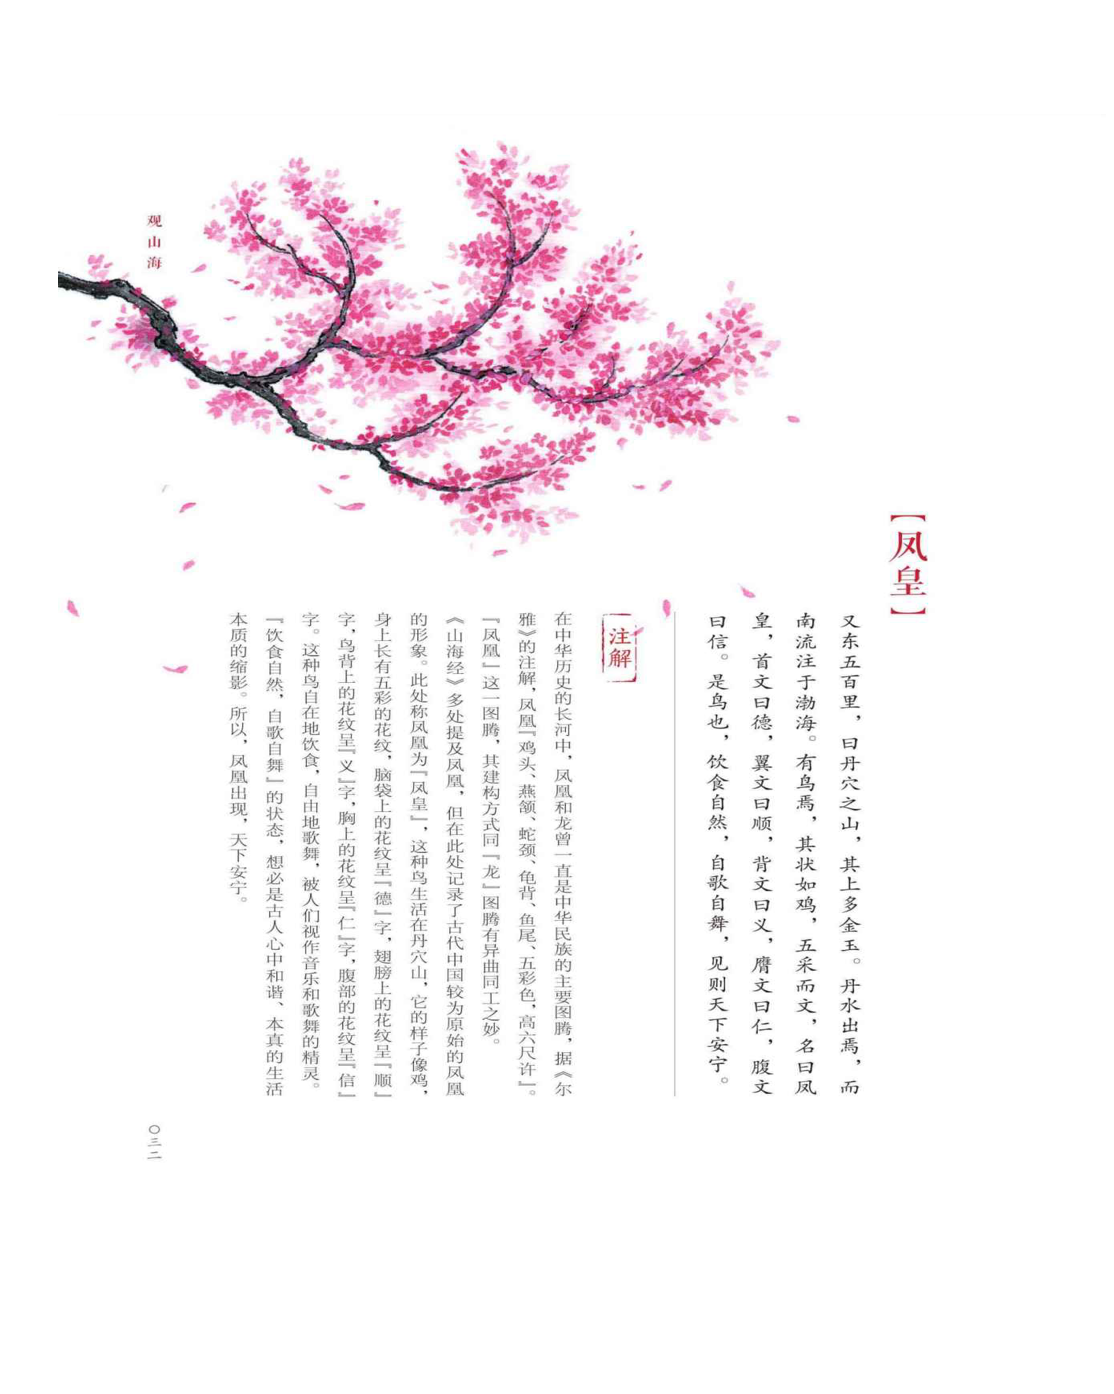 观山海
【凤皇】
又东五百里，曰丹穴之山，其上多金玉。丹水出焉，而
南流注于渤海。有鸟焉，其状如鸡，五采而文，名曰凤
皇，首文曰德，翼文曰顺，背文曰义，膺文曰仁，腹文
曰信。是鸟也，饮食自然，自歌自舞，见则天下安宁。
注解
在中华历史的长河中，凤凰和龙曾一直是中华民族的主要图腾，据《尔
雅》的注解，凤凰『鸡头、燕颔、蛇颈、龟背、鱼尾、五彩色，高六尺许』。
『凤凰』这一图腾，其建构方式同『龙』图腾有异曲同工之妙。
《山海经》多处提及凤凰，但在此处记录了古代中国较为原始的凤凰
的形象。此处称凤凰为『凤皇』，这种鸟生活在丹穴山，它的样子像鸡，
身上长有五彩的花纹，脑袋上的花纹呈『德』字，翅膀上的花纹呈『顺』
字，鸟背上的花纹呈『义』字，胸上的花纹呈『仁』字，腹部的花纹呈『信』
字。这种鸟自在地饮食，自由地歌舞，被人们视作音乐和歌舞的精灵。
『饮食自然，自歌自舞』的状态，想必是古人心中和谐、本真的生活
本质的缩影。所以，凤凰出现，天下安宁。
〇三二